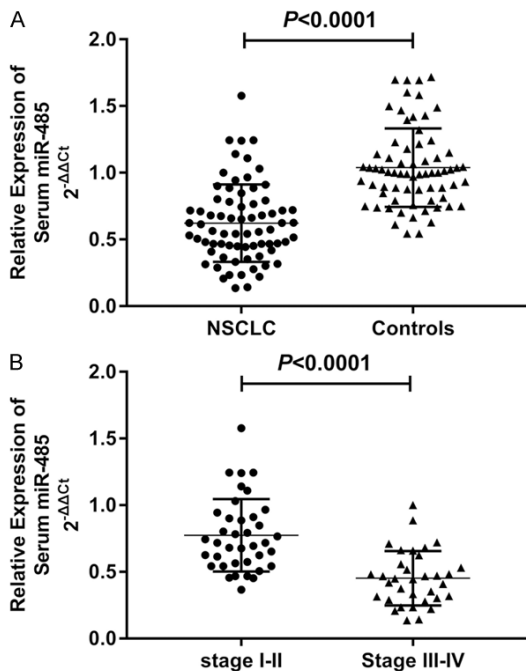 A
P<0.0001
Relative Expression of
Serum miR-485
2-ΔΔCt
2.0
1.5
1.0
0.5
0.0
NSCLC Controls
B
P<0.0001
Relative Expression of
Serum miR-485
2-ΔΔCt
2.0
1.5
1.0
0.5
0.0
stage I-II Stage III-IV